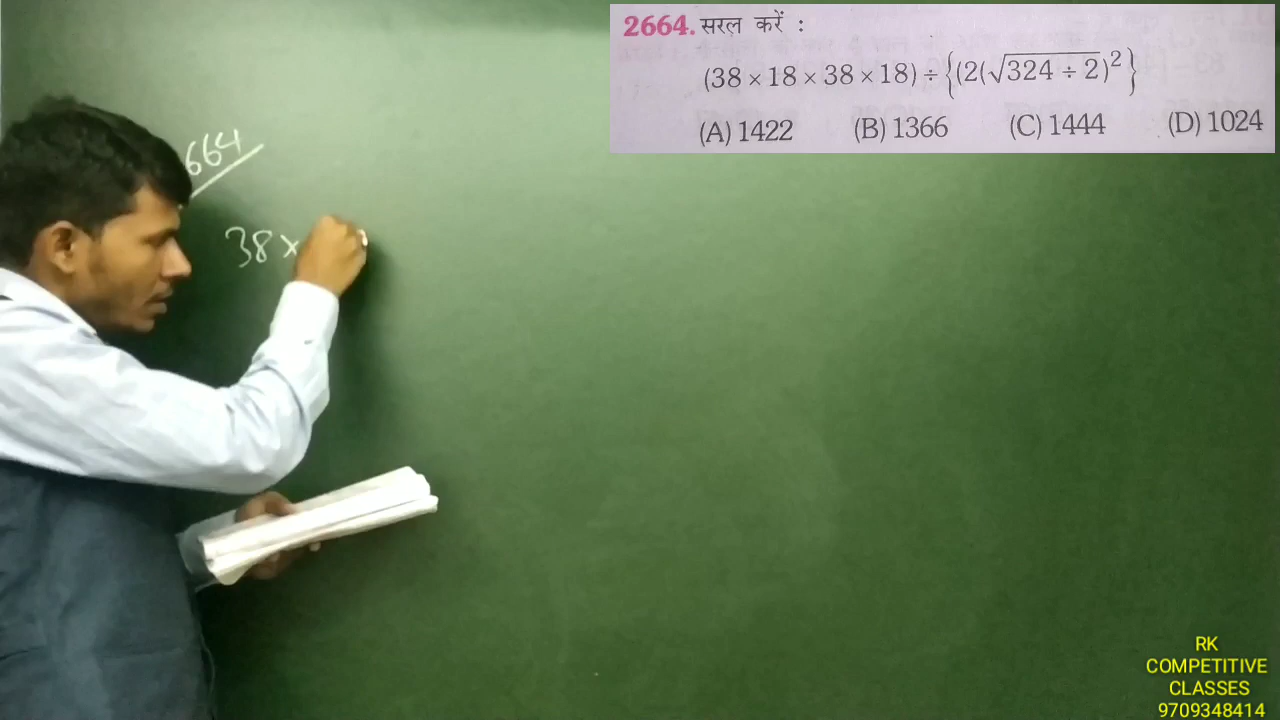 2664. सरल करें :
(38 × 18 × 38 × 18) ÷ {(2(√324 ÷ 2)²}
(A) 1422 (B) 1366 (C) 1444 (D) 1024
664
38 ×
RK
COMPETITIVE
CLASSES
9709348414